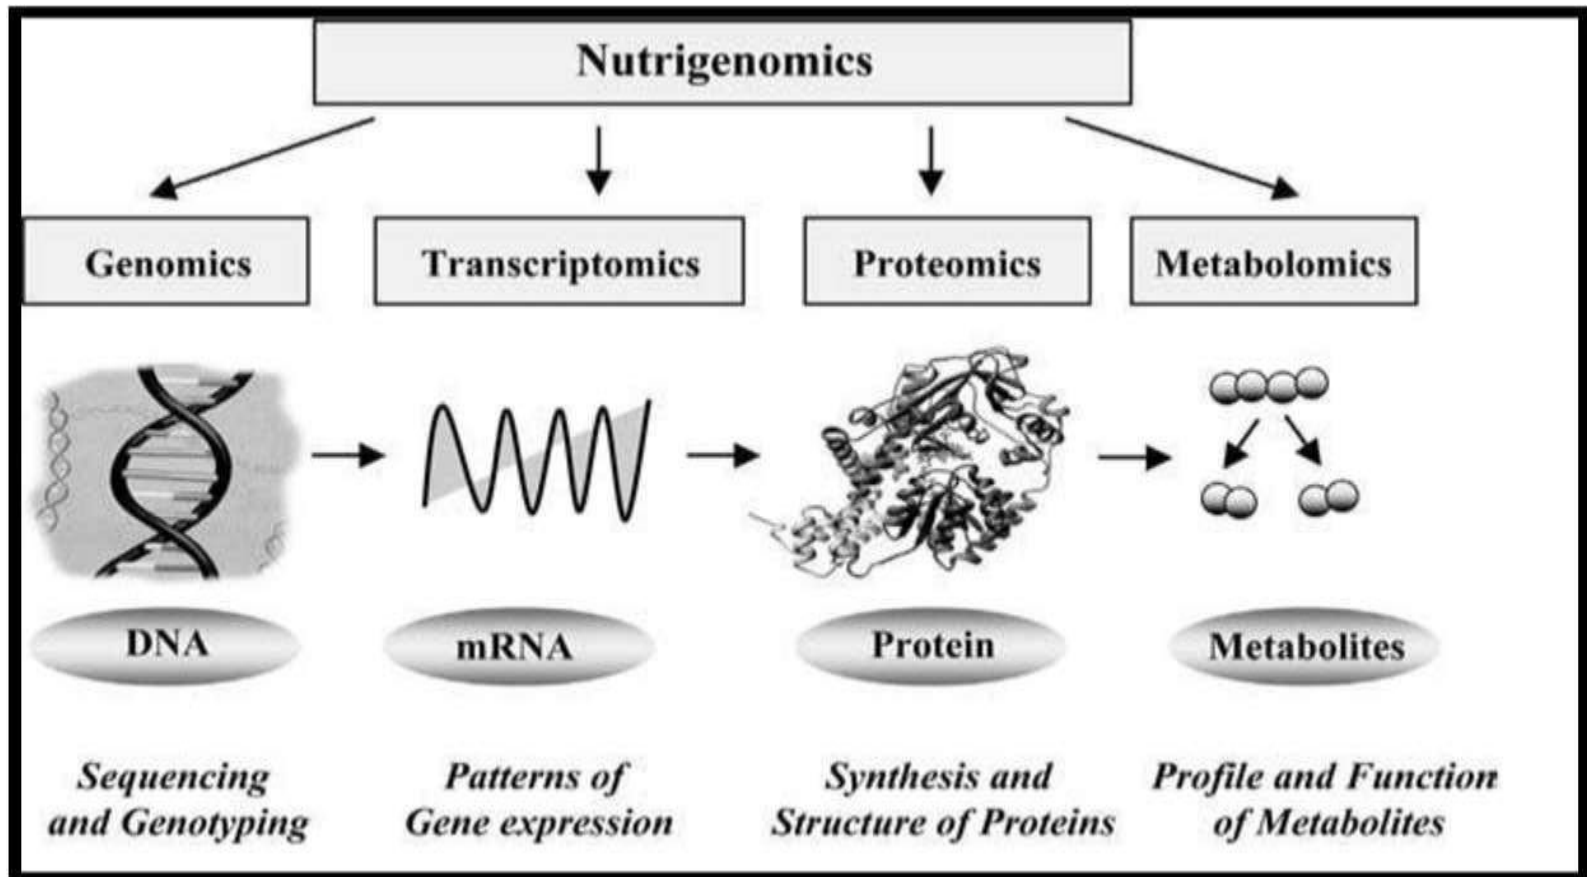 Nutrigenomics
Genomics
Transcriptomics
Proteomics
Metabolomics
DNA
mRNA
Protein
Metabolites
Sequencing
and Genotyping
Patterns of
Gene expression
Synthesis and
Structure of Proteins
Profile and Function
of Metabolites